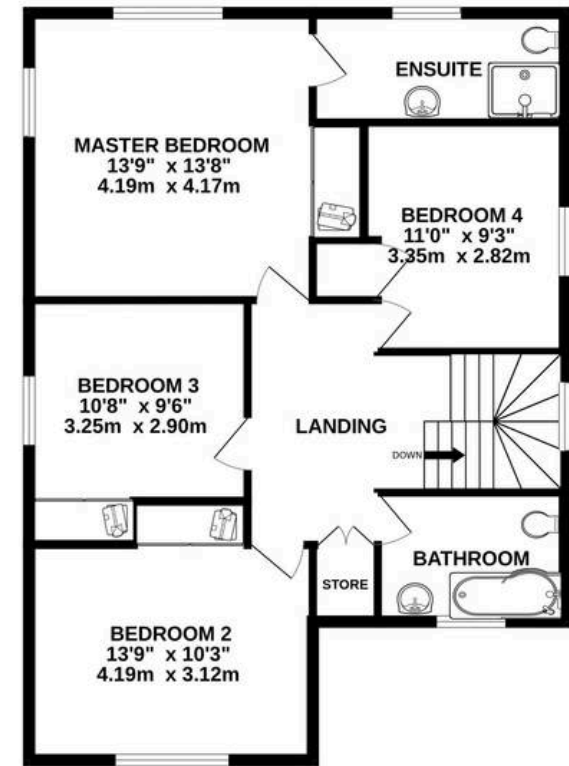 ENSUITE
MASTER BEDROOM
13'9" x 13'8"
4.19m x 4.17m
BEDROOM 4
11'0" x 9'3"
3.35m x 2.82m
BEDROOM 3
10'8" x 9'6"
3.25m x 2.90m
LANDING
DOWN
BATHROOM
STORE
BEDROOM 2
13'9" x 10'3"
4.19m x 3.12m